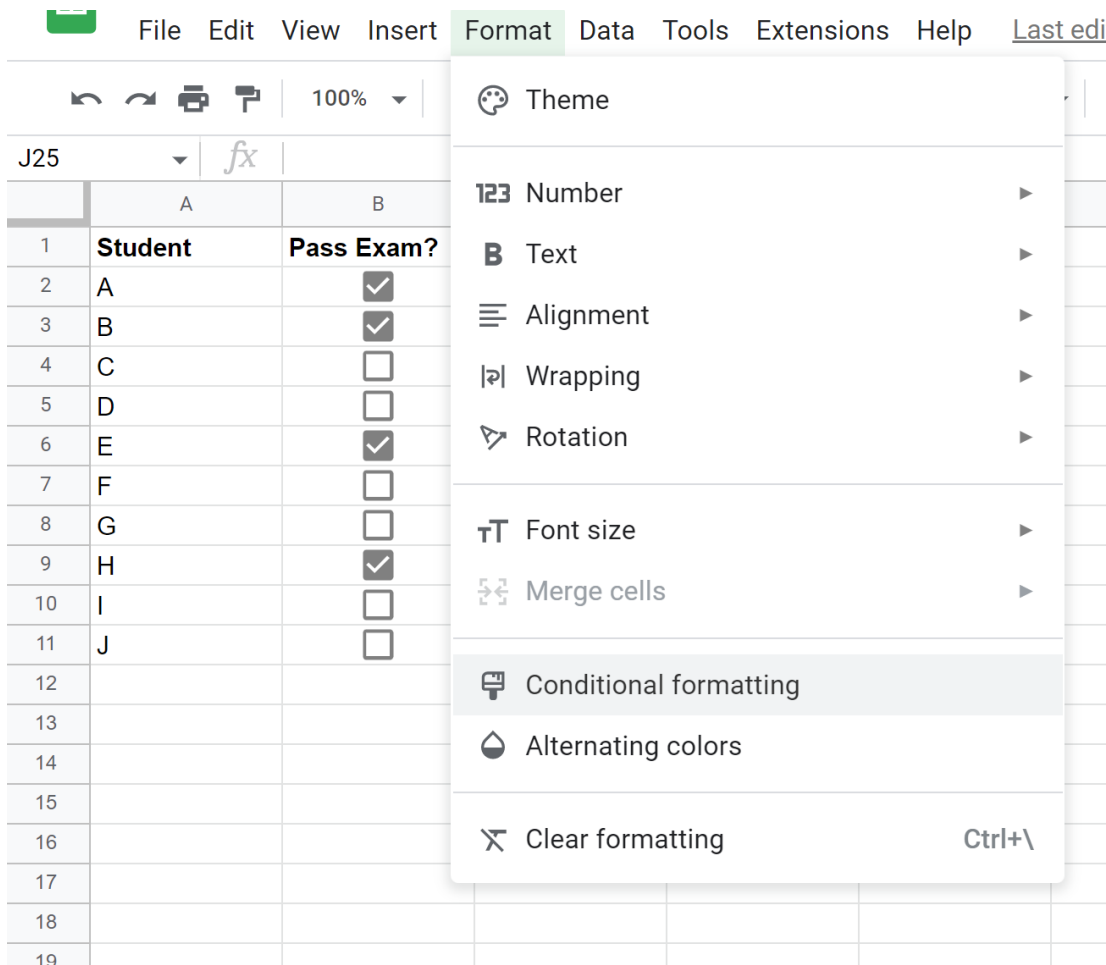 File Edit View Insert Format Data Tools Extensions Help Last edi
100% Theme
J25 fx
A B
123 Number
1 Student Pass Exam?
B Text
2 A
3 B
Alignment
4 C
Wrapping
5 D
6 E
Rotation
7 F
8 G
Font size
9 H
10 I
Merge cells
11 J
12
Conditional formatting
13
14
Alternating colors
15
16
Clear formatting Ctrl+\
17
18
19